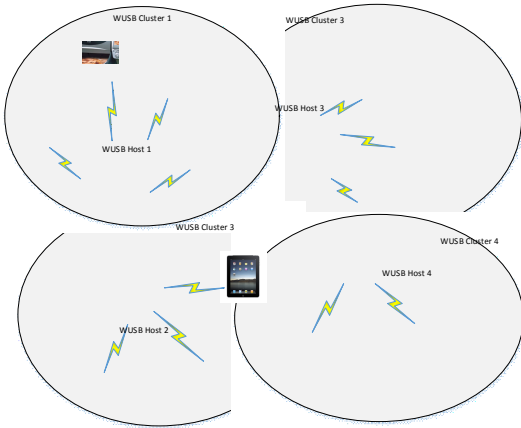 WUSB Cluster 1
WUSB Cluster 3
WUSB Host 3
WUSB Host 1
WUSB Cluster 3
WUSB Cluster 4
WUSB Host 4
WUSB Host 2